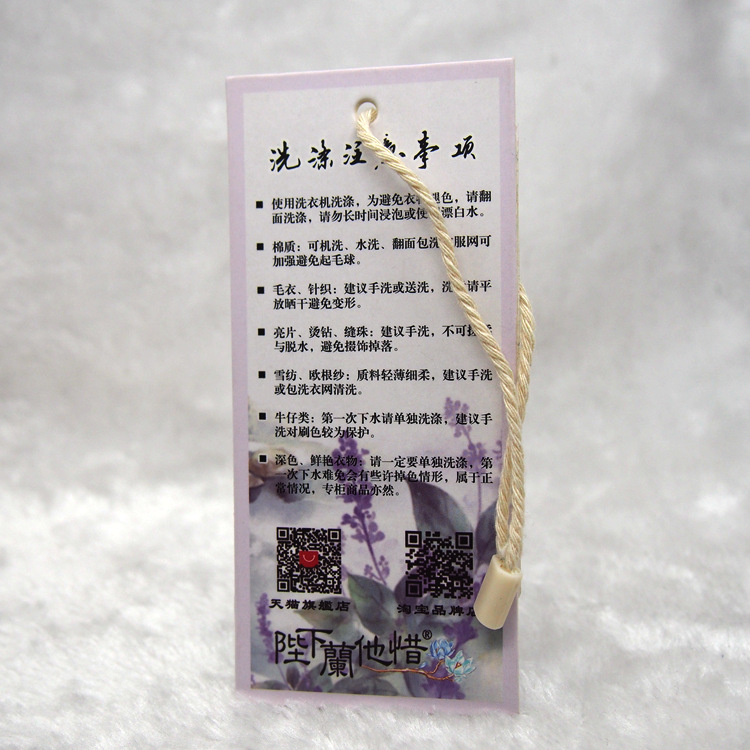 洗涤注意事项
■ 使用洗衣机洗涤，为避免衣 褪色，请翻
面洗涤，请勿长时间浸泡或使 漂白水。
■ 棉质：可机洗、水洗、翻面包洗 服网可
加强避免起毛球。
■ 毛衣、针织：建议手洗或送洗，洗 请平
放晒干避免变形。
■ 亮片、烫钻、缝珠：建议手洗，不可
与脱水，避免掇饰掉落。
■ 雪纺、欧根纱：质料轻薄细柔，建议手洗
或包洗衣网清洗。
■ 牛仔类：第一次下水请单独洗涤，建议手
洗对刷色较为保护。
■ 深色、鲜艳衣物：请一定要单独洗涤，第
一次下水难免会有些许掉色情形，属于正
常情况，专柜商品亦然。
天猫旗艦店 淘宝品牌店
陛下蘭他惜®